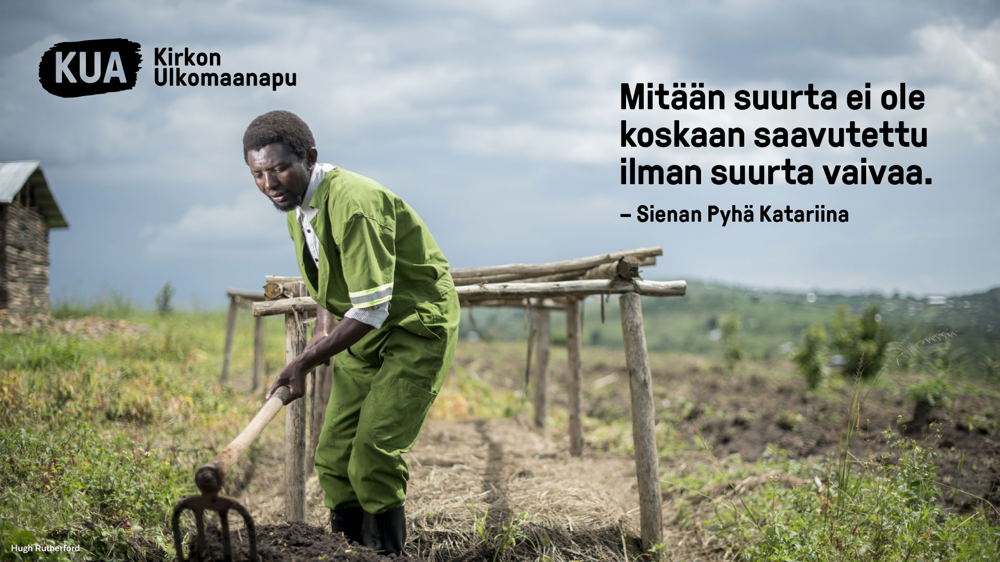 KUA
Kirkon
Ulkomaanapu
Mitään suurta ei ole
koskaan saavutettu
ilman suurta vaivaa.
– Sienan Pyhä Katariina
Hugh Rutherford